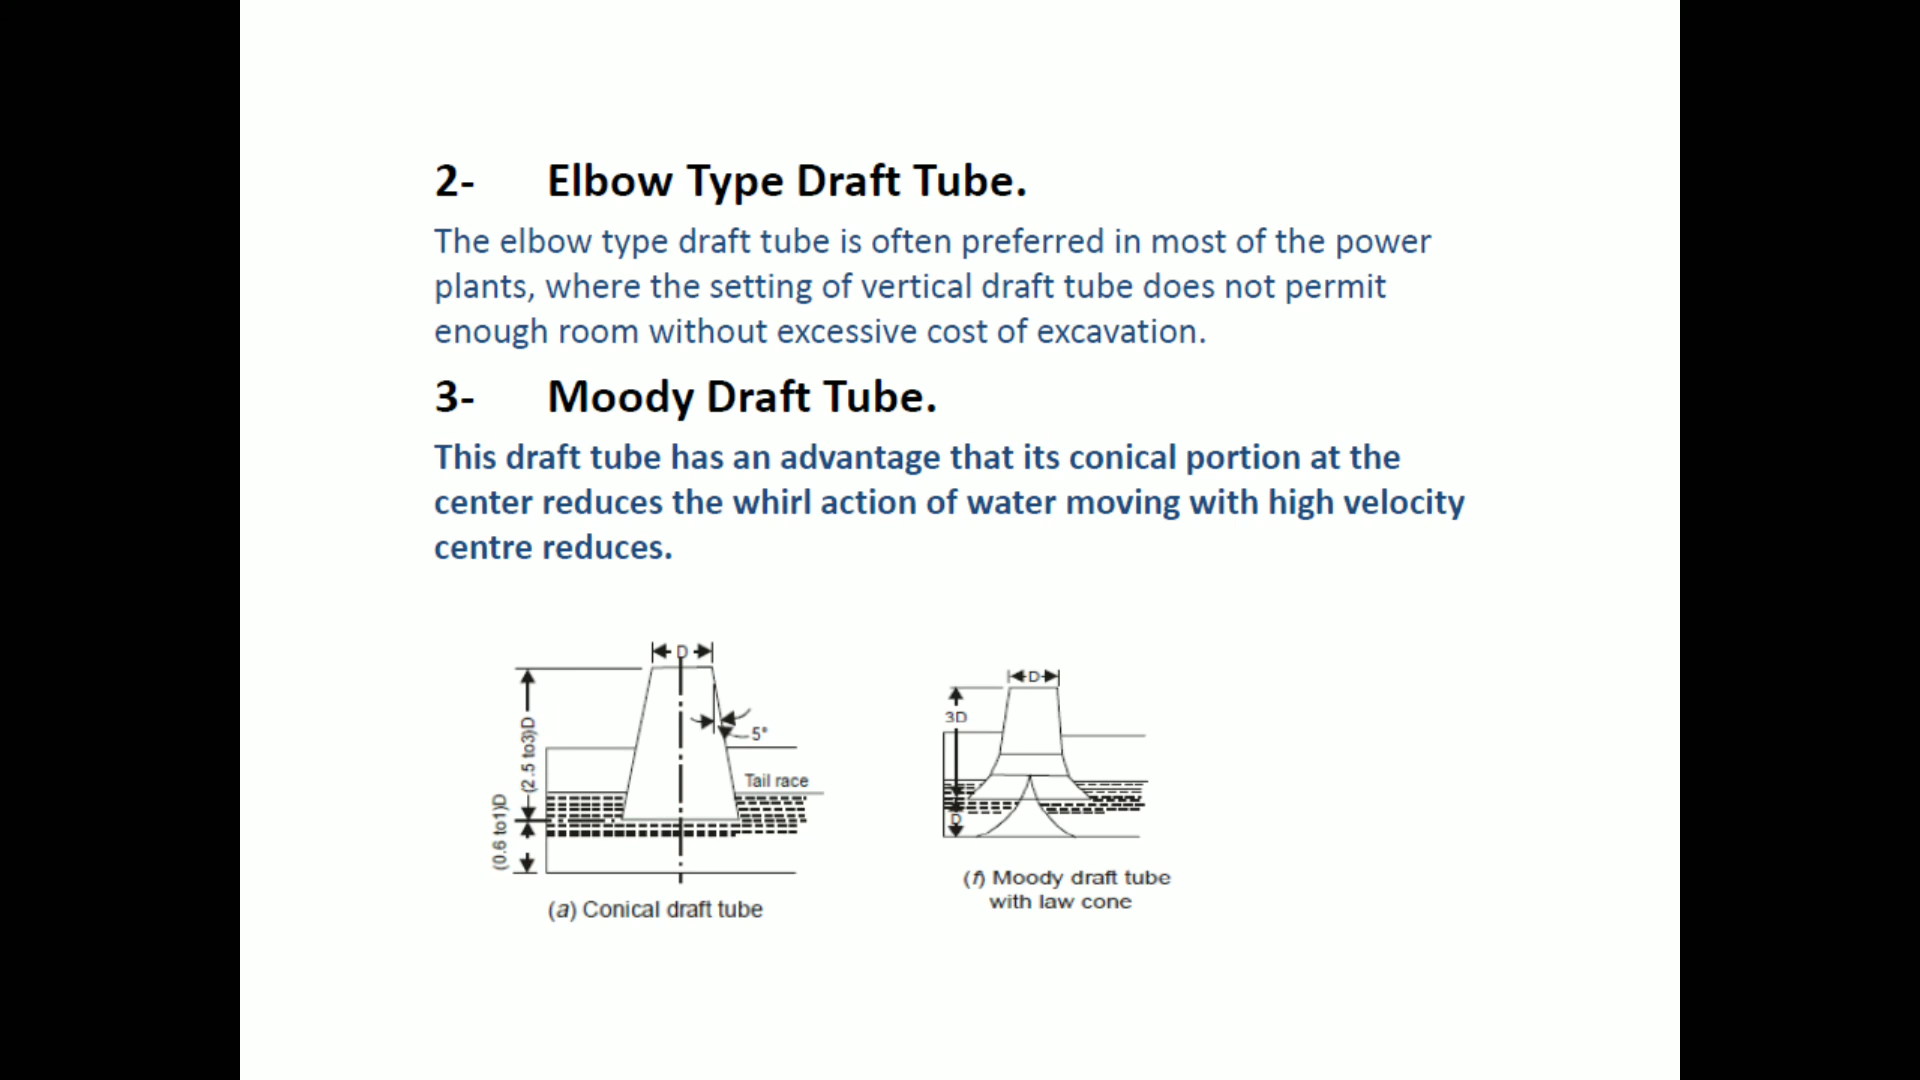 2- Elbow Type Draft Tube.
The elbow type draft tube is often preferred in most of the power
plants, where the setting of vertical draft tube does not permit
enough room without excessive cost of excavation.
3- Moody Draft Tube.
This draft tube has an advantage that its conical portion at the
center reduces the whirl action of water moving with high velocity
centre reduces.
D
(2.5 to3)D
5°
Tail race
(0.6 to1)D
(a) Conical draft tube
D
3D
D
(f) Moody draft tube
with law cone